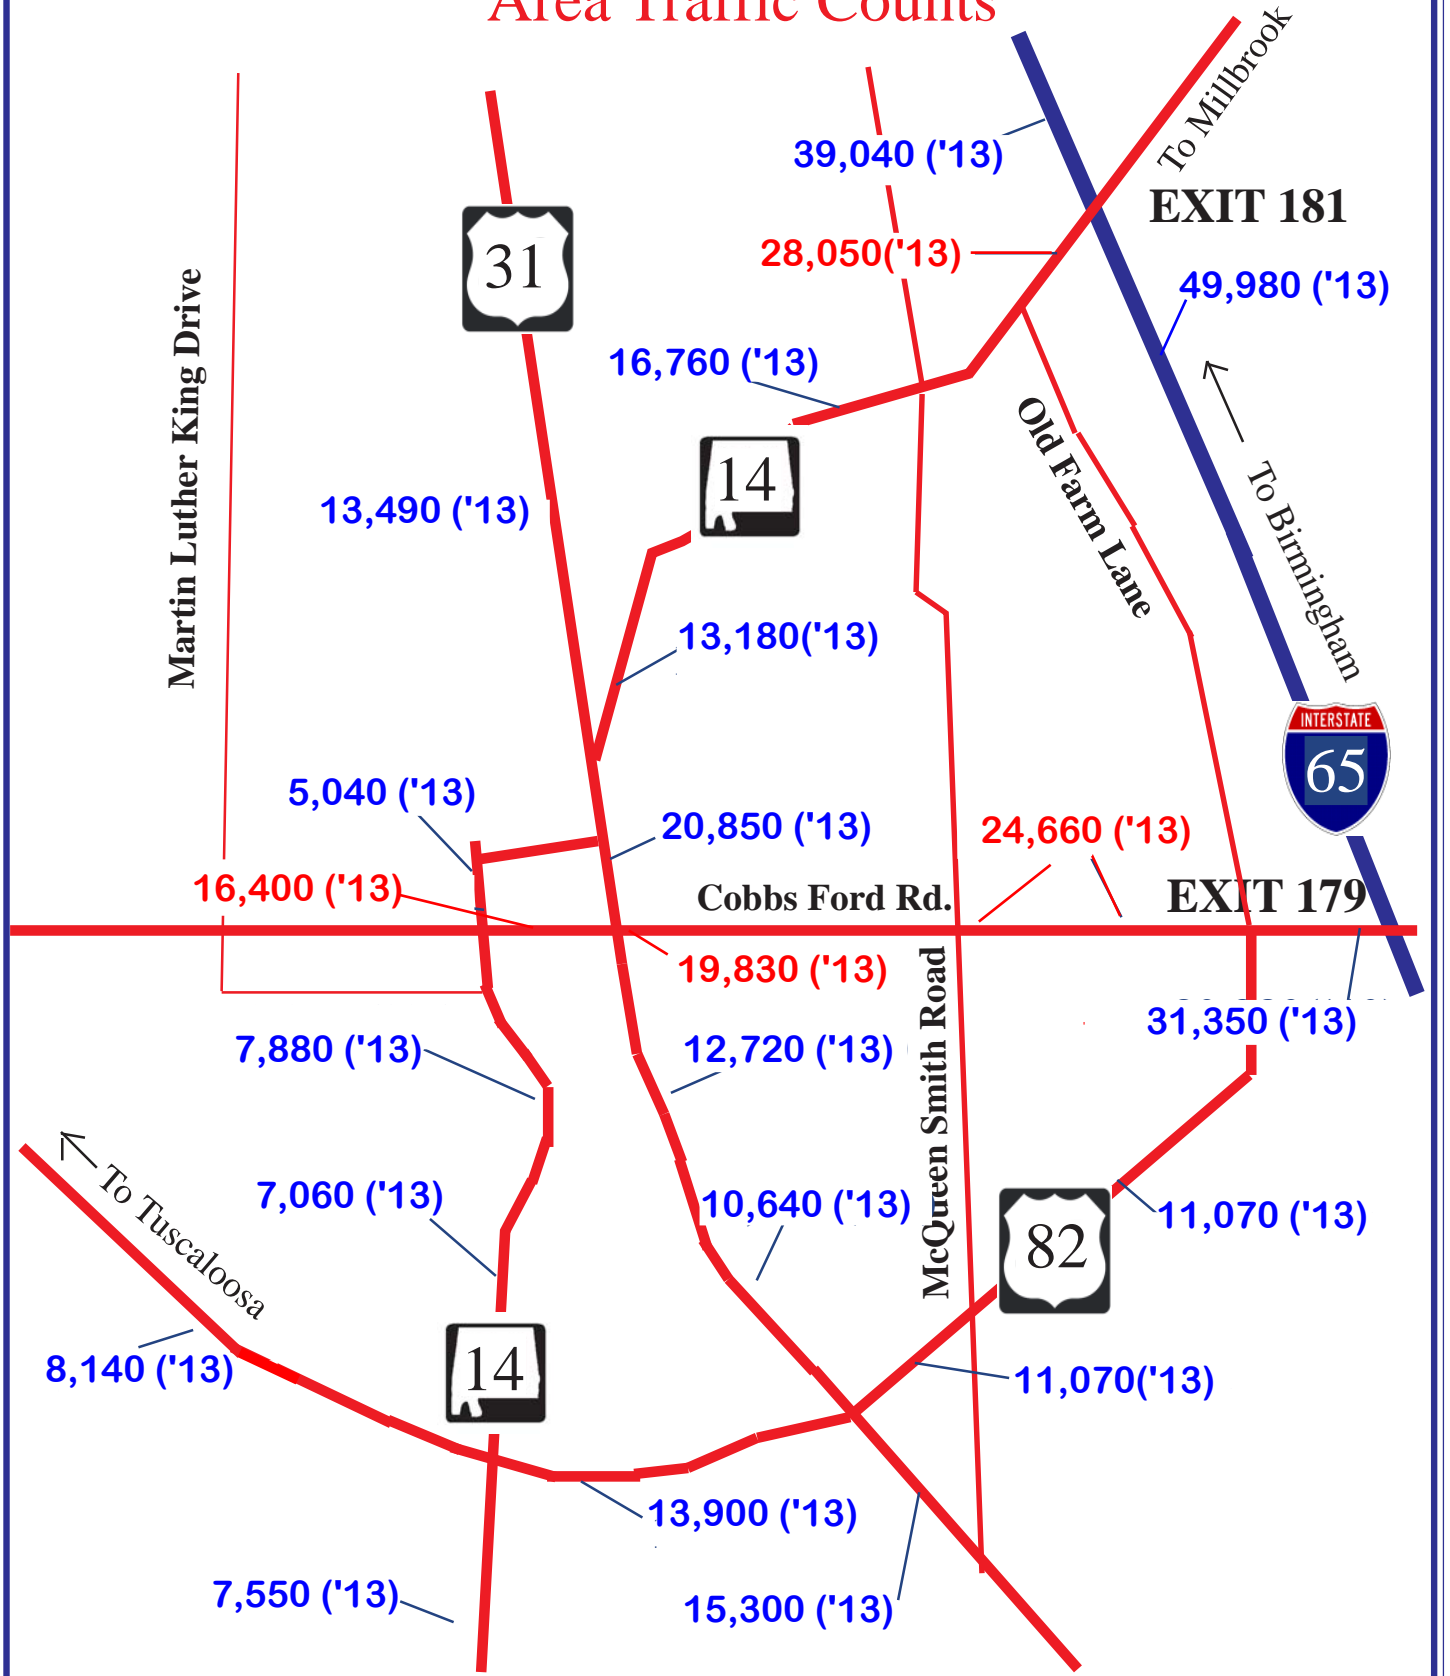 Area Traffic Counts
To Millbrook
39,040 ('13)
EXIT 181
28,050('13)
31
49,980 ('13)
16,760 ('13)
Martin Luther King Drive
14
Old Farm Lane
13,490 ('13)
To Birmingham
13,180('13)
INTERSTATE
65
5,040 ('13)
20,850 ('13)
24,660 ('13)
16,400 ('13)
Cobbs Ford Rd.
EXIT 179
19,830 ('13)
McQueen Smith Road
31,350 ('13)
7,880 ('13)
12,720 ('13)
To Tuscaloosa
7,060 ('13)
10,640 ('13)
11,070 ('13)
82
8,140 ('13)
14
11,070('13)
13,900 ('13)
7,550 ('13)
15,300 ('13)